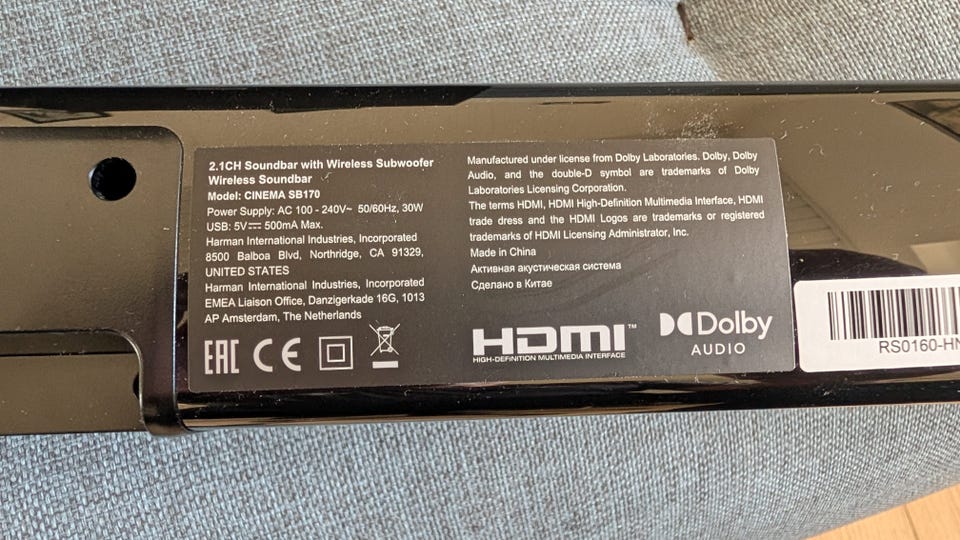 2.1CH Soundbar with Wireless Subwoofer
Wireless Soundbar
Model: CINEMA SB170
Power Supply: AC 100 - 240V~ 50/60Hz, 30W
USB: 5V⎓ 500mA Max.
Harman International Industries, Incorporated
8500 Balboa Blvd, Northridge, CA 91329,
UNITED STATES
Harman International Industries, Incorporated
EMEA Liaison Office, Danzigerkade 16G, 1013
AP Amsterdam, The Netherlands
EAC CE
Manufactured under license from Dolby Laboratories. Dolby, Dolby
Audio, and the double-D symbol are trademarks of Dolby
Laboratories Licensing Corporation.
The terms HDMI, HDMI High-Definition Multimedia Interface, HDMI
trade dress and the HDMI Logos are trademarks or registered
trademarks of HDMI Licensing Administrator, Inc.
Made in China
Активная акустическая система
Сделано в Китае
HDMI™
HIGH-DEFINITION MULTIMEDIA INTERFACE
Dolby
AUDIO
RS0160-HN